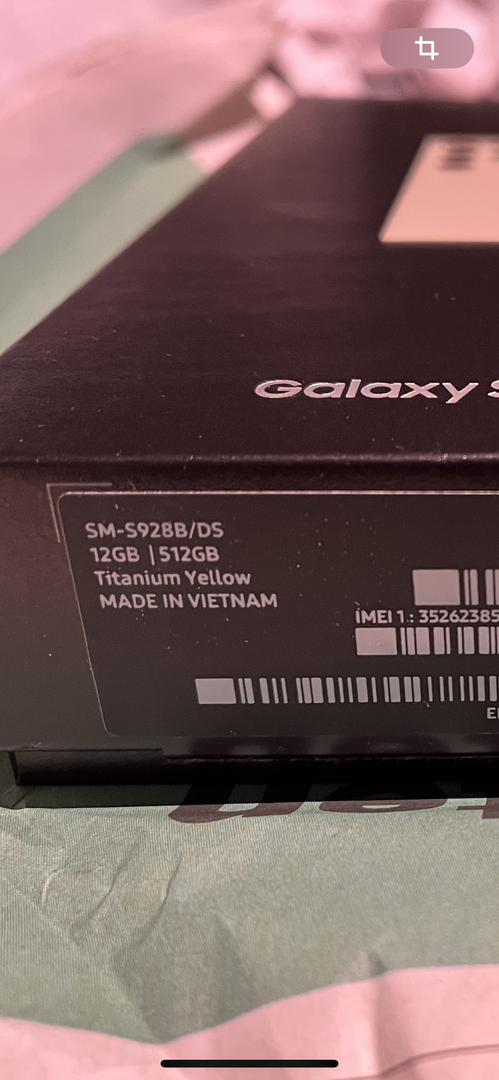 Galaxy S
SM-S928B/DS
12GB | 512GB
Titanium Yellow
MADE IN VIETNAM
IMEI 1 : 35262385